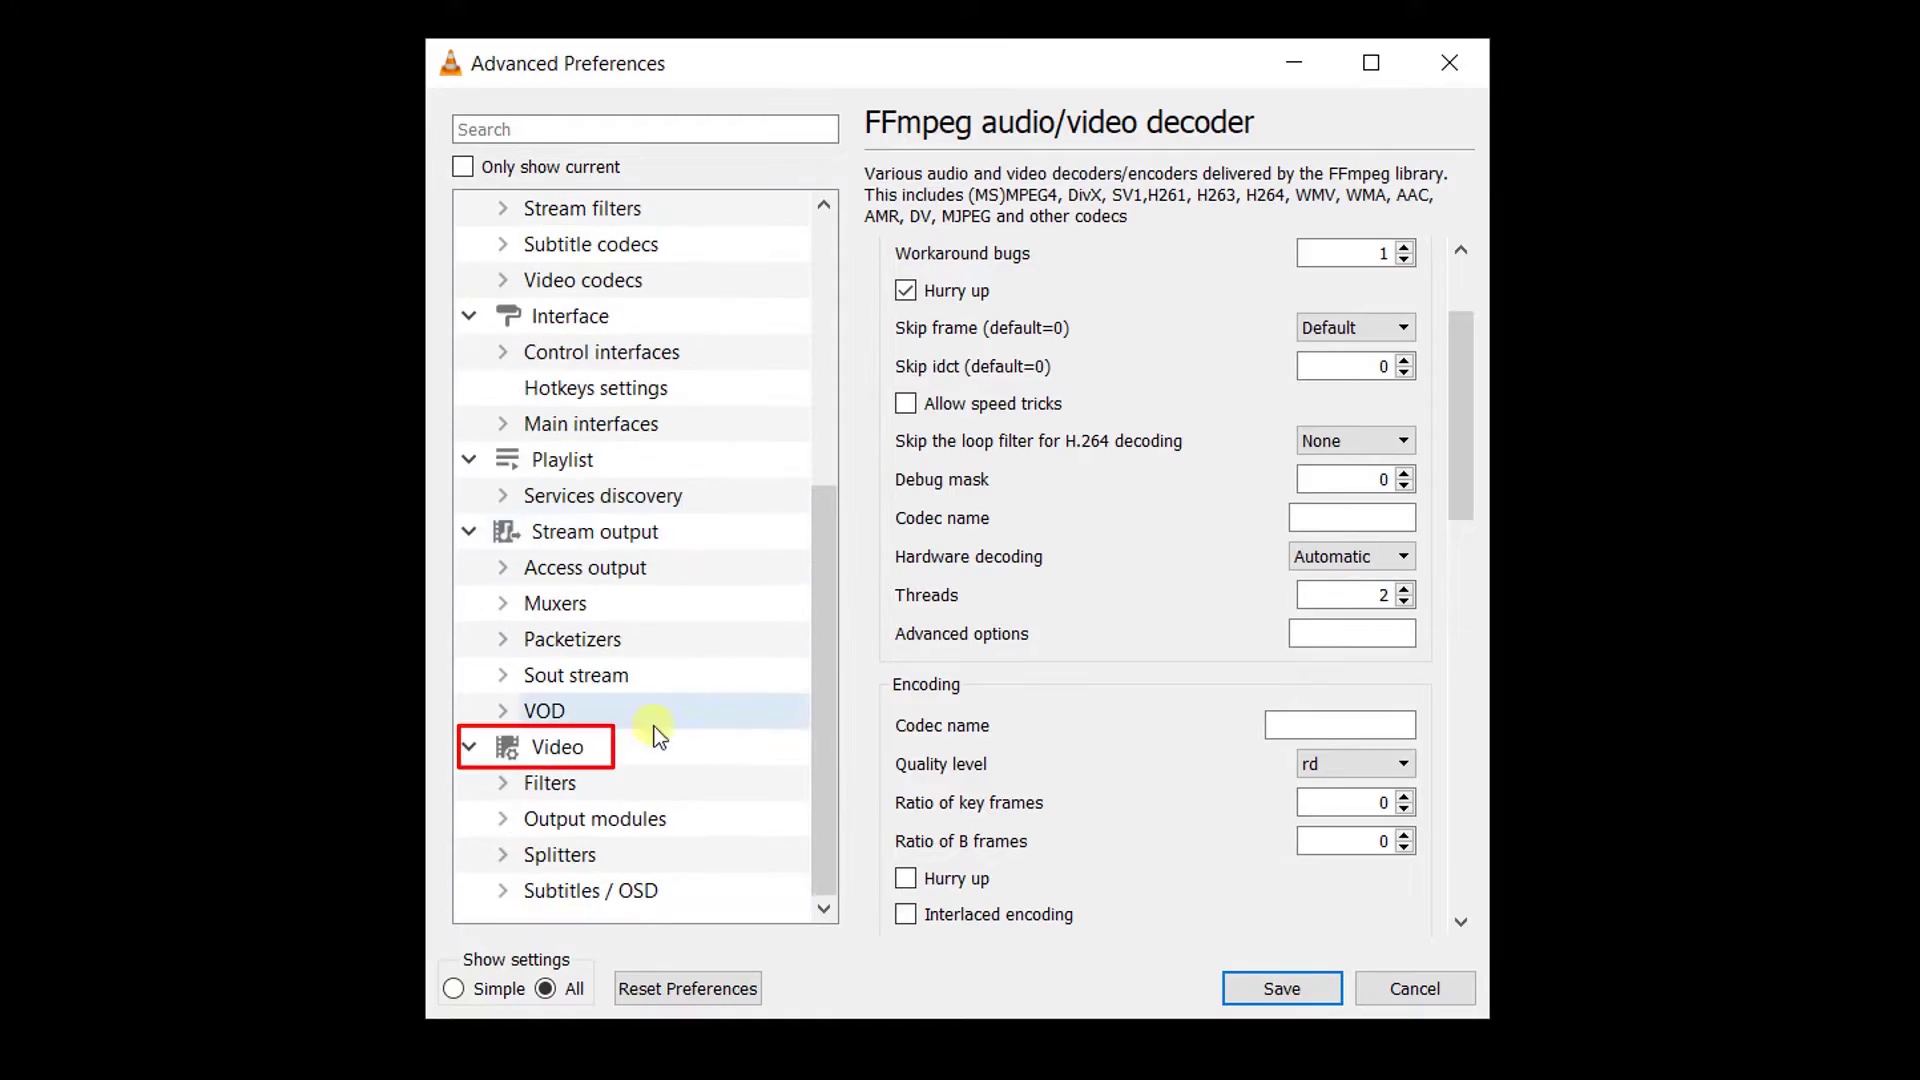 Advanced Preferences
Search
Only show current
Stream filters
Subtitle codecs
Video codecs
Interface
Control interfaces
Hotkeys settings
Main interfaces
Playlist
Services discovery
Stream output
Access output
Muxers
Packetizers
Sout stream
VOD
Video
Filters
Output modules
Splitters
Subtitles / OSD
Show settings
Simple All
Reset Preferences
FFmpeg audio/video decoder
Various audio and video decoders/encoders delivered by the FFmpeg library.
This includes (MS)MPEG4, DivX, SV1,H261, H263, H264, WMV, WMA, AAC,
AMR, DV, MJPEG and other codecs
Workaround bugs 1
Hurry up
Skip frame (default=0) Default
Skip idct (default=0) 0
Allow speed tricks
Skip the loop filter for H.264 decoding None
Debug mask 0
Codec name
Hardware decoding Automatic
Threads 2
Advanced options
Encoding
Codec name
Quality level rd
Ratio of key frames 0
Ratio of B frames 0
Hurry up
Interlaced encoding
Save Cancel